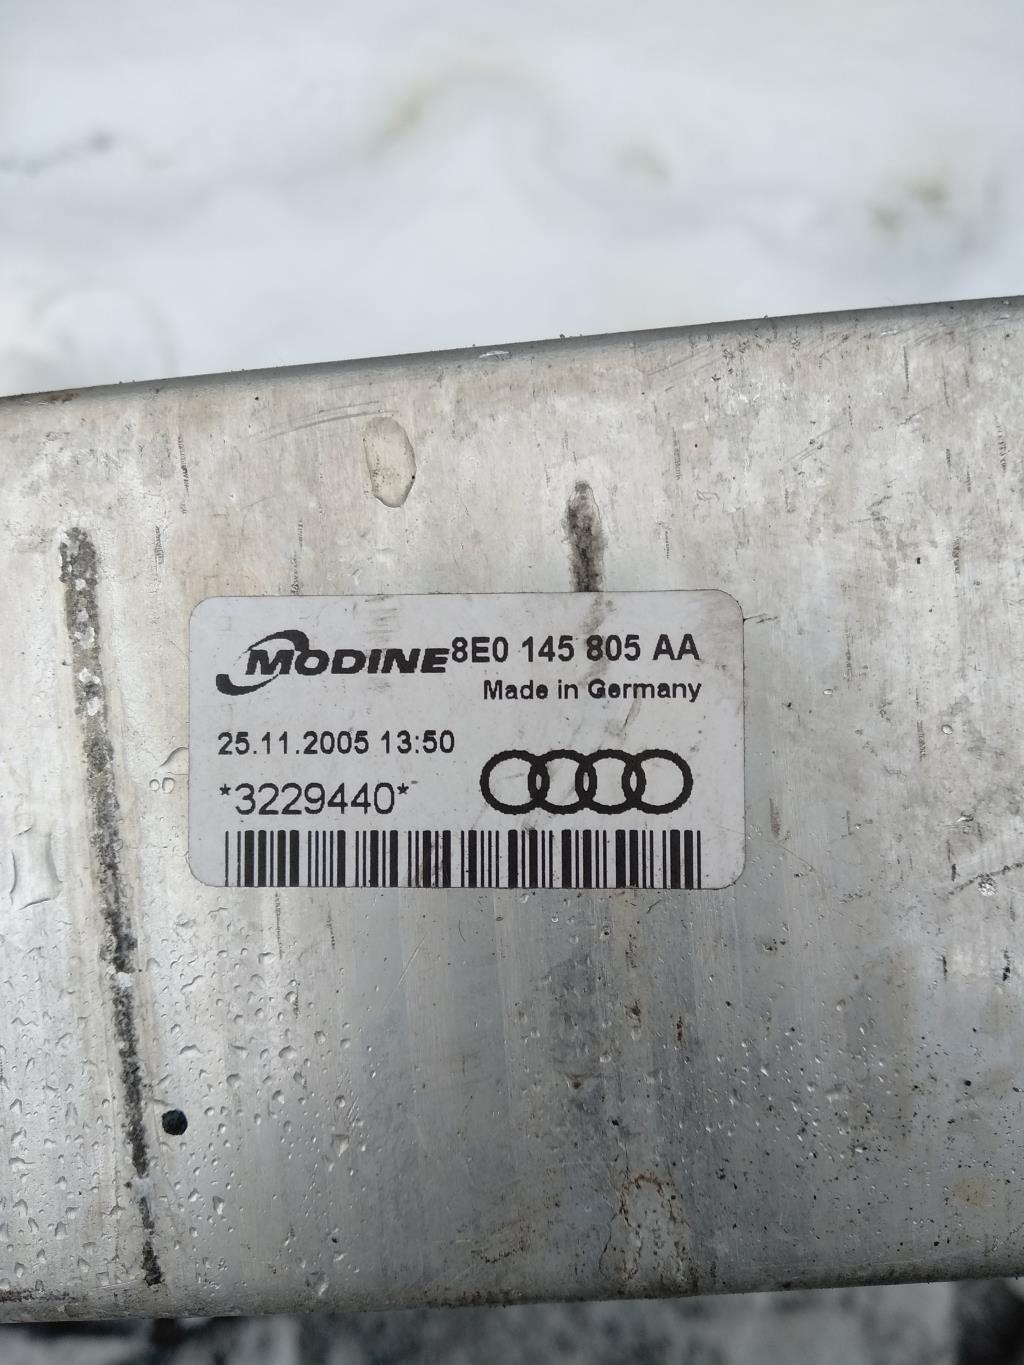 MODINE 8E0 145 805 AA
Made in Germany
25.11.2005 13:50
*3229440*